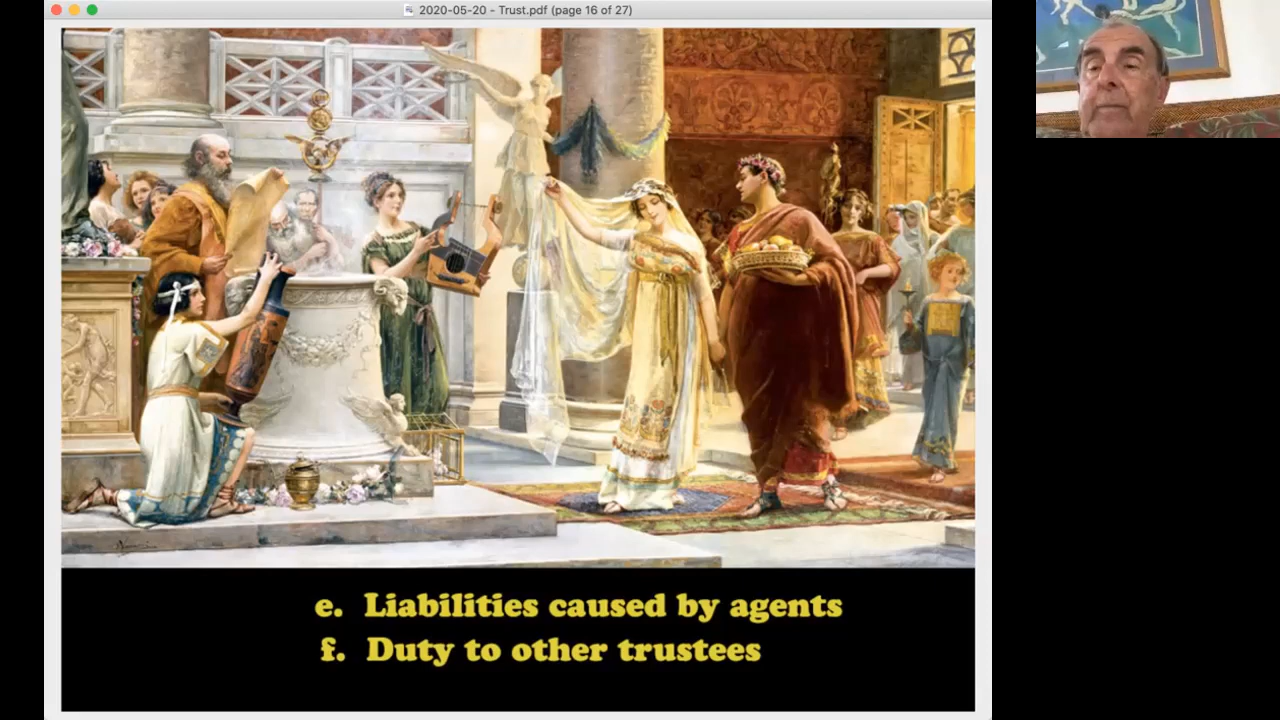 2020-05-20 - Trust.pdf (page 16 of 27)
e. Liabilities caused by agents
f. Duty to other trustees